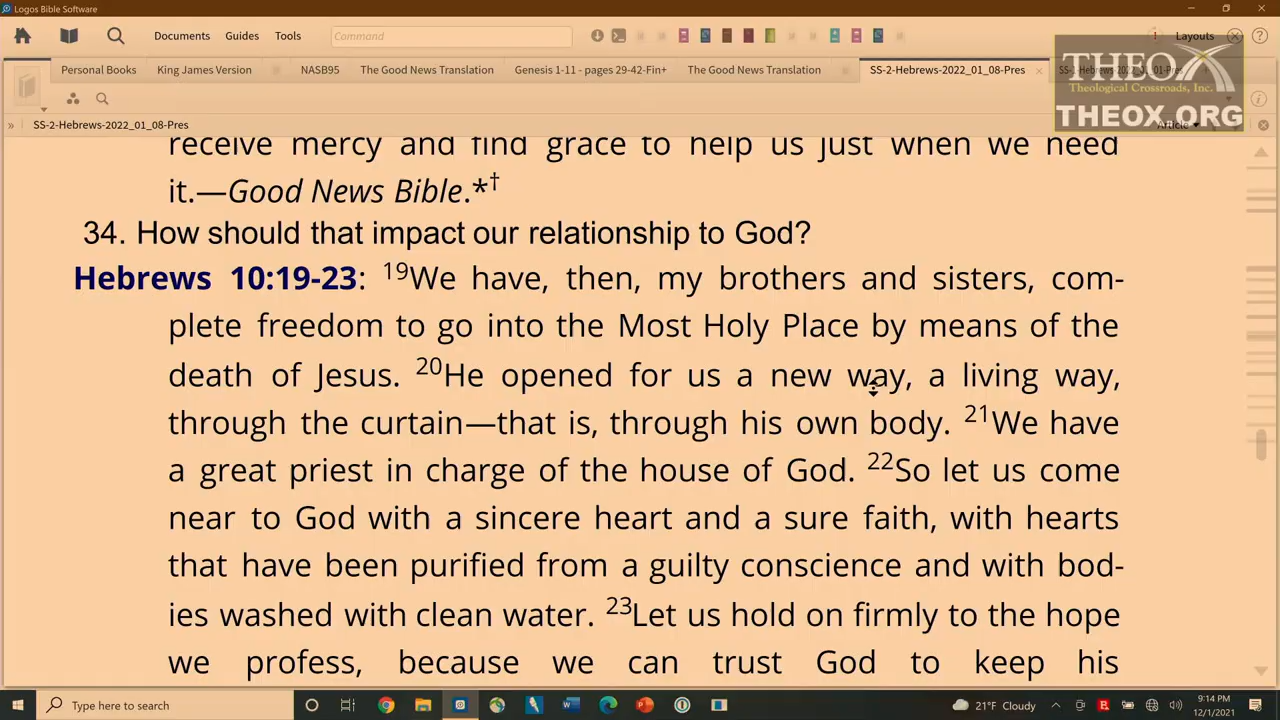 Logos Bible Software
Documents Guides Tools Command Layouts
Personal Books King James Version NASB95 The Good News Translation Genesis 1-11 - pages 29-42-Fin+ The Good News Translation SS-2-Hebrews-2022_01_08-Pres
THEOX
Theological Crossroads, Inc.
THEOX.ORG
SS-2-Hebrews-2022_01_08-Pres Article
receive mercy and find grace to help us just when we need
it.—Good News Bible.*†
34. How should that impact our relationship to God?
Hebrews 10:19-23: 19We have, then, my brothers and sisters, com-
plete freedom to go into the Most Holy Place by means of the
death of Jesus. 20He opened for us a new way, a living way,
through the curtain—that is, through his own body. 21We have
a great priest in charge of the house of God. 22So let us come
near to God with a sincere heart and a sure faith, with hearts
that have been purified from a guilty conscience and with bod-
ies washed with clean water. 23Let us hold on firmly to the hope
we profess, because we can trust God to keep his
Type here to search
21°F Cloudy
9:14 PM
12/1/2021